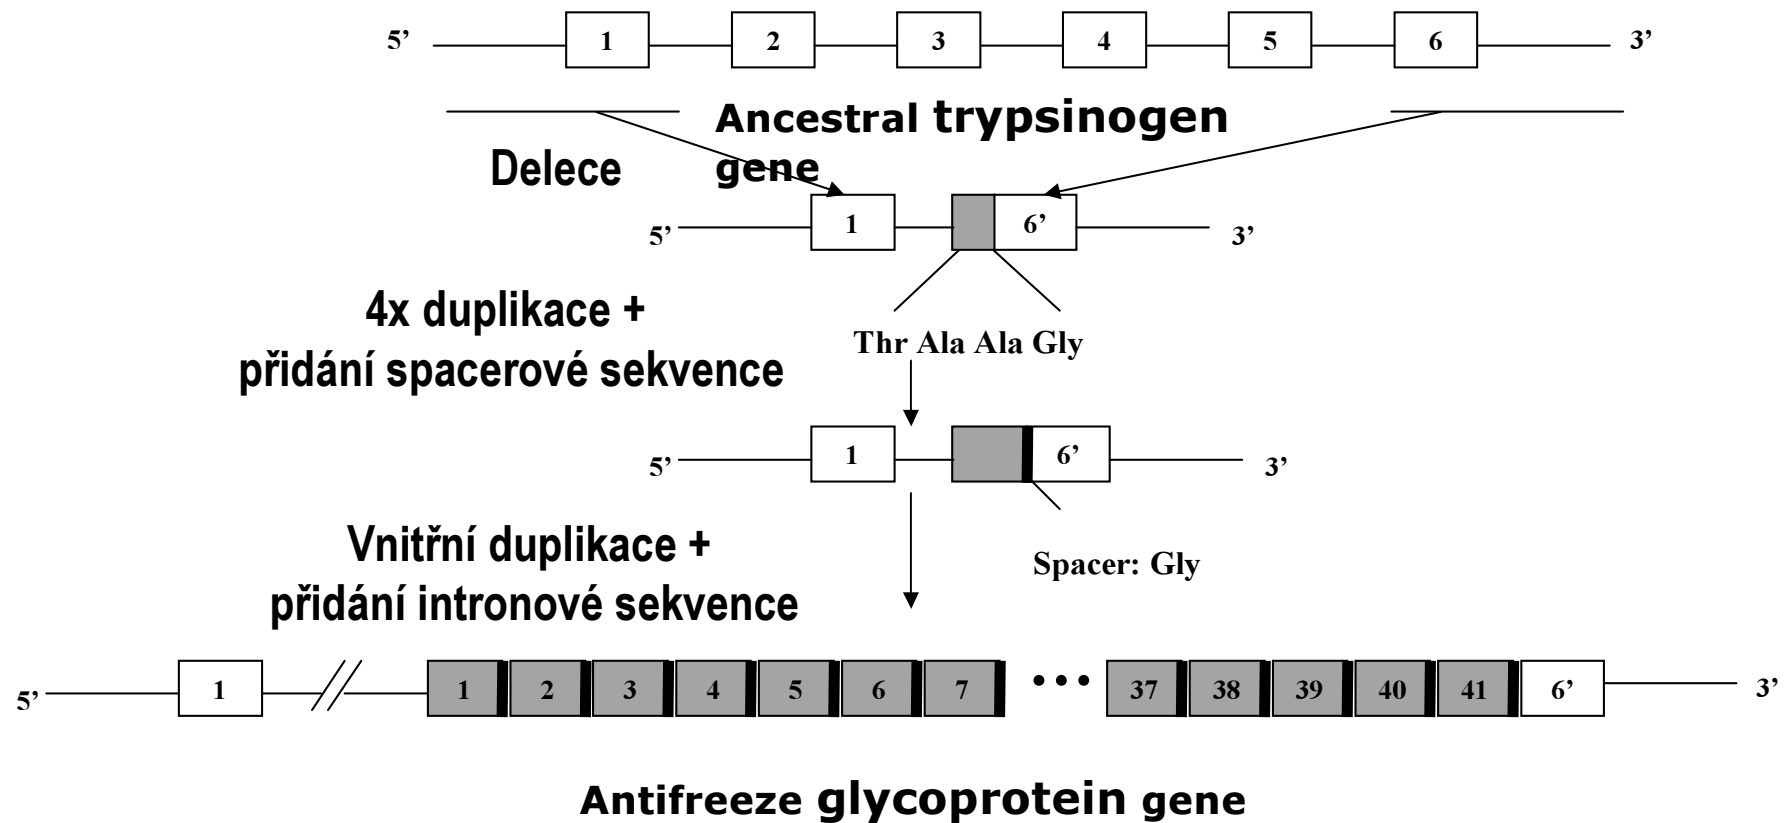 5’ 1 2 3 4 5 6 3’
Ancestral trypsinogen
gene
Delece
5’ 1 6’ 3’
4x duplikace +
přidání spacerové sekvence
Thr Ala Ala Gly
5’ 1 6’ 3’
Vnitřní duplikace +
přidání intronové sekvence
Spacer: Gly
5’ 1 1 2 3 4 5 6 7 ••• 37 38 39 40 41 6’ 3’
Antifreeze glycoprotein gene